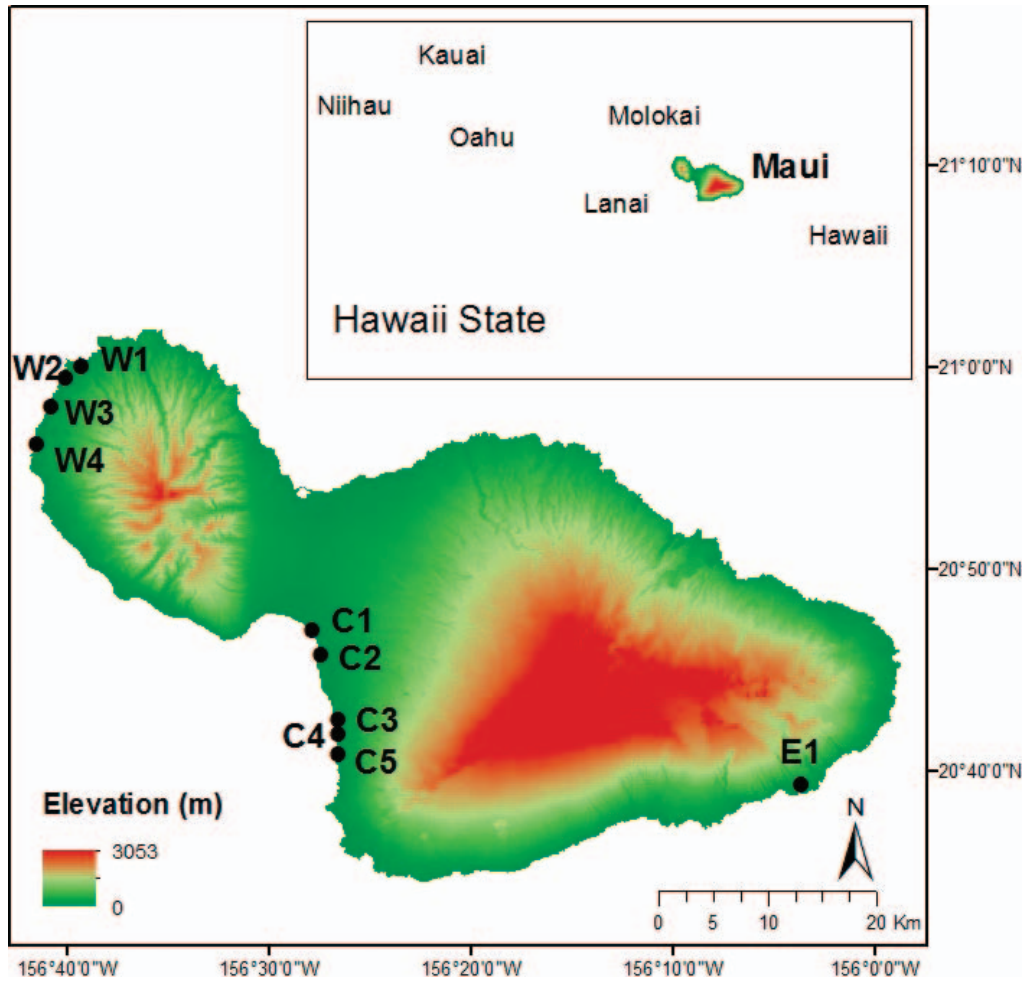 Kauai
Niihau
Molokai
Oahu
Maui
Lanai
Hawaii
Hawaii State
21°10'0"N
21°0'0"N
20°50'0"N
20°40'0"N
W1
W2
W3
W4
C1
C2
C3
C4
C5
E1
Elevation (m)
3053
0
N
0 5 10 20 Km
156°40'0"W 156°30'0"W 156°20'0"W 156°10'0"W 156°0'0"W